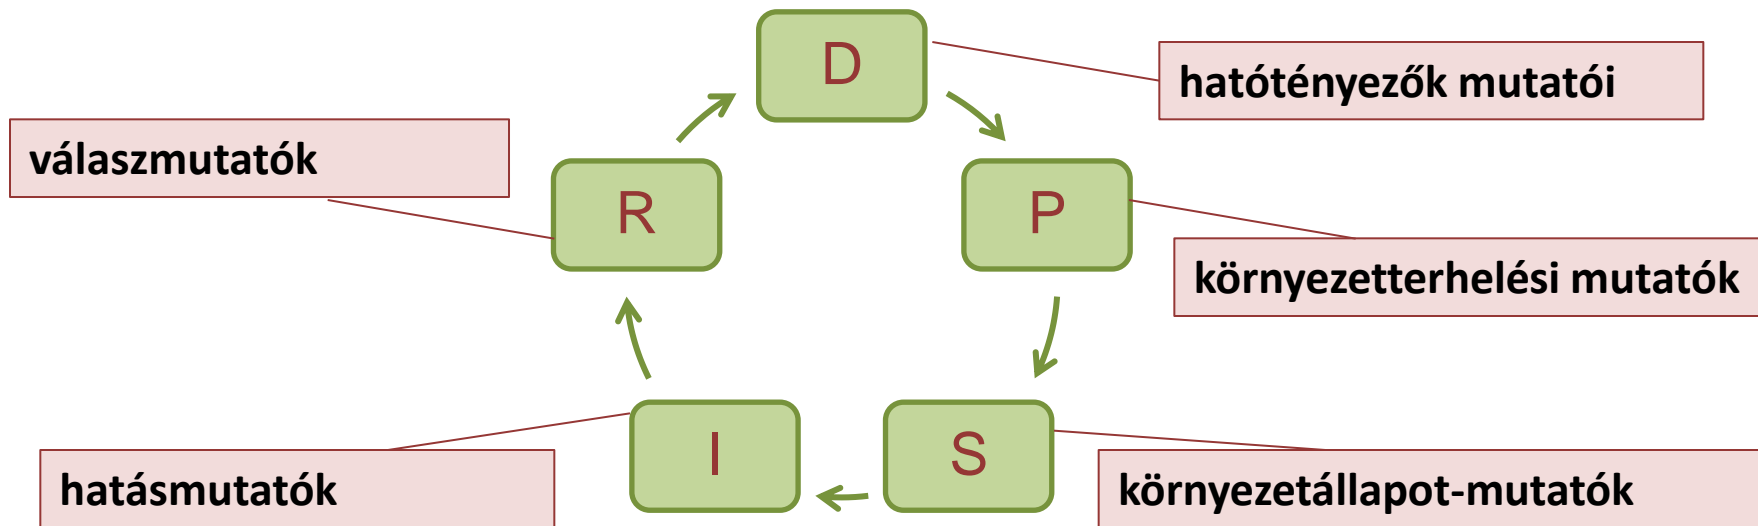 D
hatótényezők mutatói
válaszmutatók
R
P
környezetterhelési mutatók
I
S
hatásmutatók
környezetállapot-mutatók